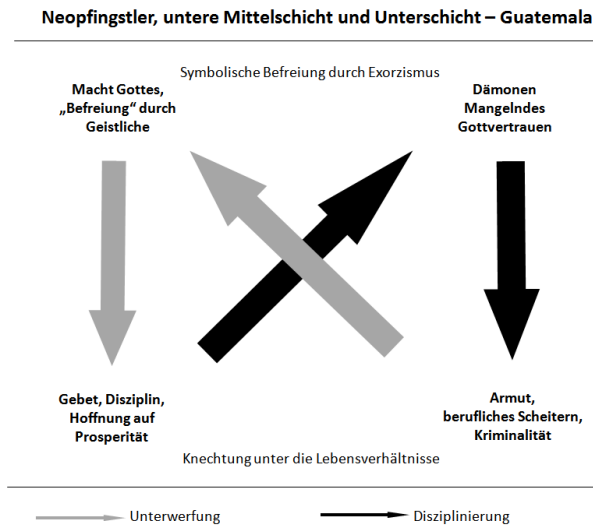 Neopfingstler, untere Mittelschicht und Unterschicht – Guatemala
Symbolische Befreiung durch Exorzismus
Macht Gottes,
„Befreiung“ durch
Geistliche
Dämonen
Mangelndes
Gottvertrauen
Gebet, Disziplin,
Hoffnung auf
Prosperität
Armut,
berufliches Scheitern,
Kriminalität
Knechtung unter die Lebensverhältnisse
Unterwerfung
Disziplinierung